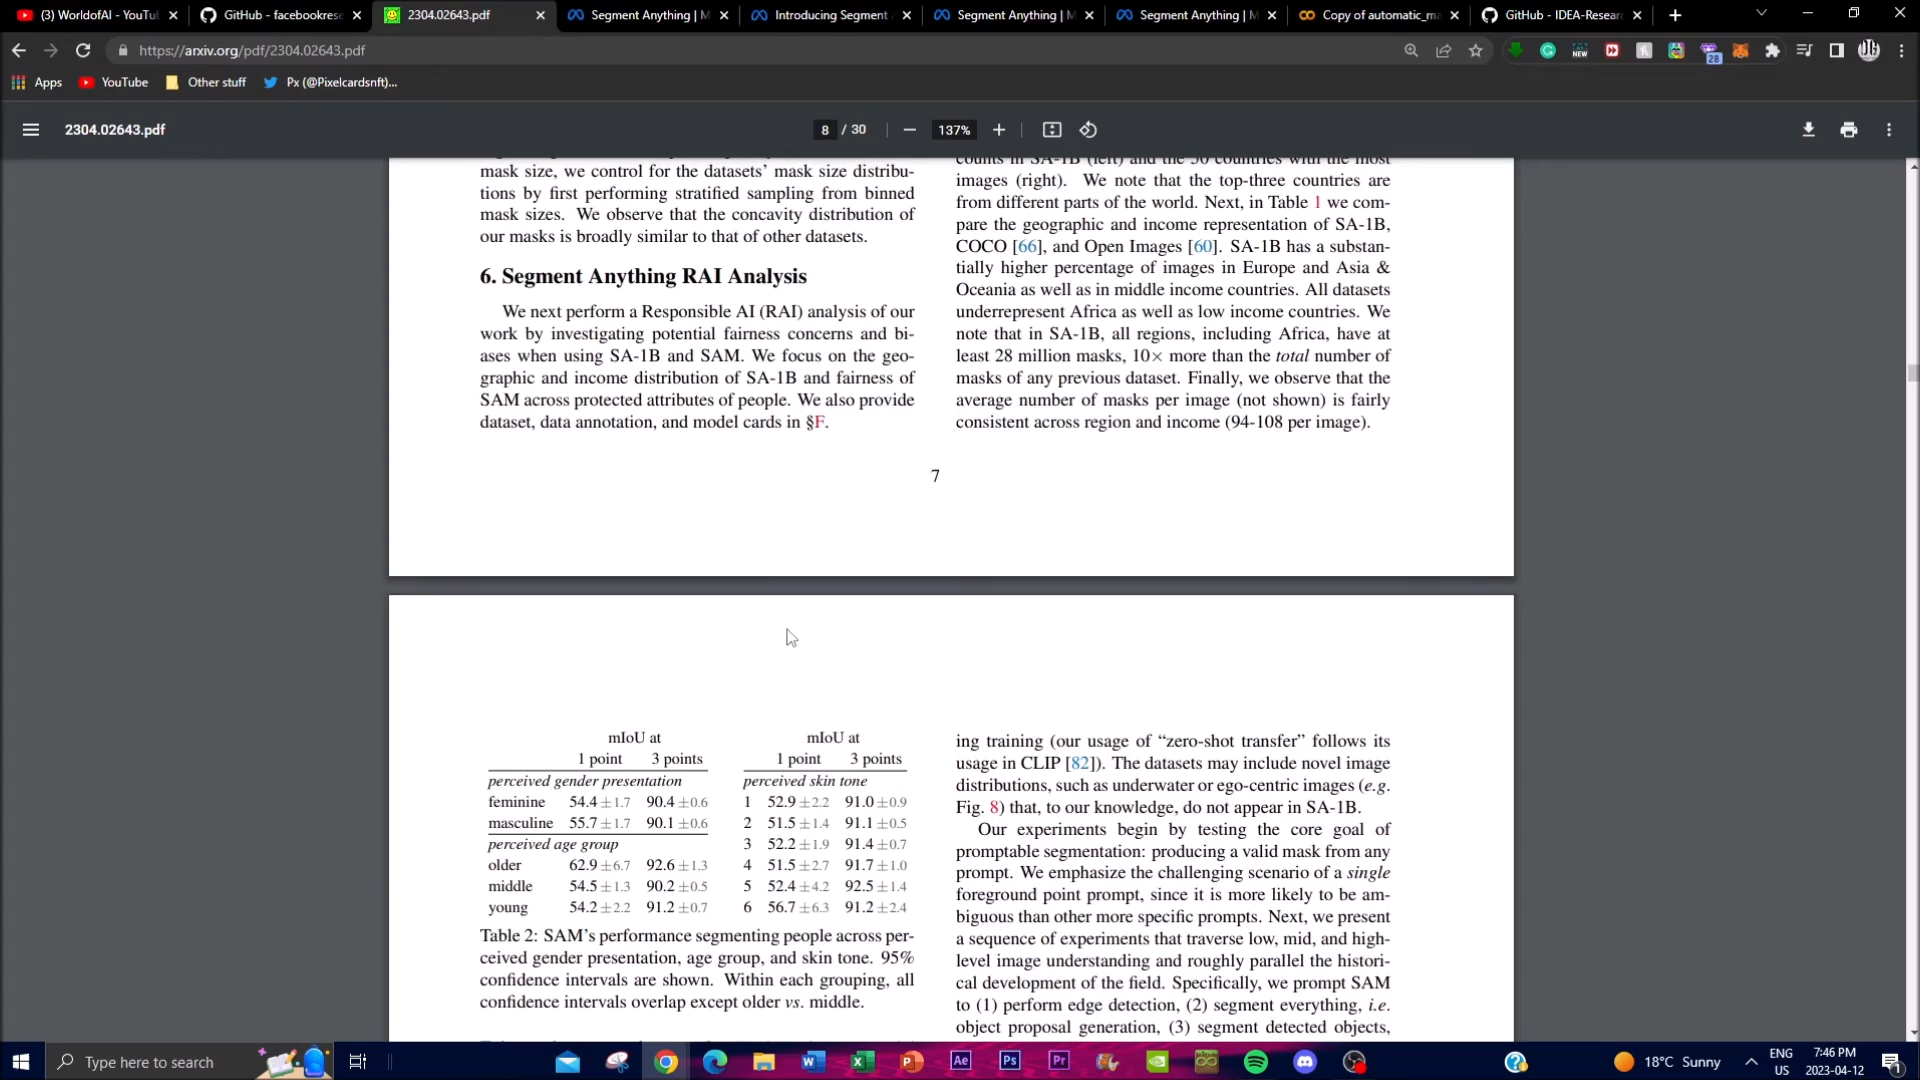 (3) WorldofAI - YouTu
GitHub - facebookrese
2304.02643.pdf
Segment Anything | M
Introducing Segment
Segment Anything | M
Segment Anything | M
Copy of automatic_m
GitHub - IDEA-Resear
https://arxiv.org/pdf/2304.02643.pdf
NEW
28
Apps
YouTube
Other stuff
Px (@Pixelcardsnft)...
2304.02643.pdf
8 / 30
137%
mask size, we control for the datasets' mask size distribu-
tions by first performing stratified sampling from binned
mask sizes. We observe that the concavity distribution of
our masks is broadly similar to that of other datasets.
6. Segment Anything RAI Analysis
We next perform a Responsible AI (RAI) analysis of our
work by investigating potential fairness concerns and bi-
ases when using SA-1B and SAM. We focus on the geo-
graphic and income distribution of SA-1B and fairness of
SAM across protected attributes of people. We also provide
dataset, data annotation, and model cards in §F.
counts in SA-1B (left) and the 50 countries with the most
images (right). We note that the top-three countries are
from different parts of the world. Next, in Table 1 we com-
pare the geographic and income representation of SA-1B,
COCO [66], and Open Images [60]. SA-1B has a substan-
tially higher percentage of images in Europe and Asia &
Oceania as well as in middle income countries. All datasets
underrepresent Africa as well as low income countries. We
note that in SA-1B, all regions, including Africa, have at
least 28 million masks, 10× more than the total number of
masks of any previous dataset. Finally, we observe that the
average number of masks per image (not shown) is fairly
consistent across region and income (94-108 per image).
7
mIoU at
1 point 3 points
perceived gender presentation
feminine 54.4 ±1.7 90.4 ±0.6
masculine 55.7 ±1.7 90.1 ±0.6
perceived age group
older 62.9 ±6.7 92.6 ±1.3
middle 54.5 ±1.3 90.2 ±0.5
young 54.2 ±2.2 91.2 ±0.7
mIoU at
1 point 3 points
perceived skin tone
1 52.9 ±2.2 91.0 ±0.9
2 51.5 ±1.4 91.1 ±0.5
3 52.2 ±1.9 91.4 ±0.7
4 51.5 ±2.7 91.7 ±1.0
5 52.4 ±4.2 92.5 ±1.4
6 56.7 ±6.3 91.2 ±2.4
Table 2: SAM's performance segmenting people across per-
ceived gender presentation, age group, and skin tone. 95%
confidence intervals are shown. Within each grouping, all
confidence intervals overlap except older vs. middle.
ing training (our usage of “zero-shot transfer” follows its
usage in CLIP [82]). The datasets may include novel image
distributions, such as underwater or ego-centric images (e.g.
Fig. 8) that, to our knowledge, do not appear in SA-1B.
Our experiments begin by testing the core goal of
promptable segmentation: producing a valid mask from any
prompt. We emphasize the challenging scenario of a single
foreground point prompt, since it is more likely to be am-
biguous than other more specific prompts. Next, we present
a sequence of experiments that traverse low, mid, and high-
level image understanding and roughly parallel the histori-
cal development of the field. Specifically, we prompt SAM
to (1) perform edge detection, (2) segment everything, i.e.
object proposal generation, (3) segment detected objects,
Type here to search
Ae
Ps
Pr
18°C Sunny
ENG
US
7:46 PM
2023-04-12
1